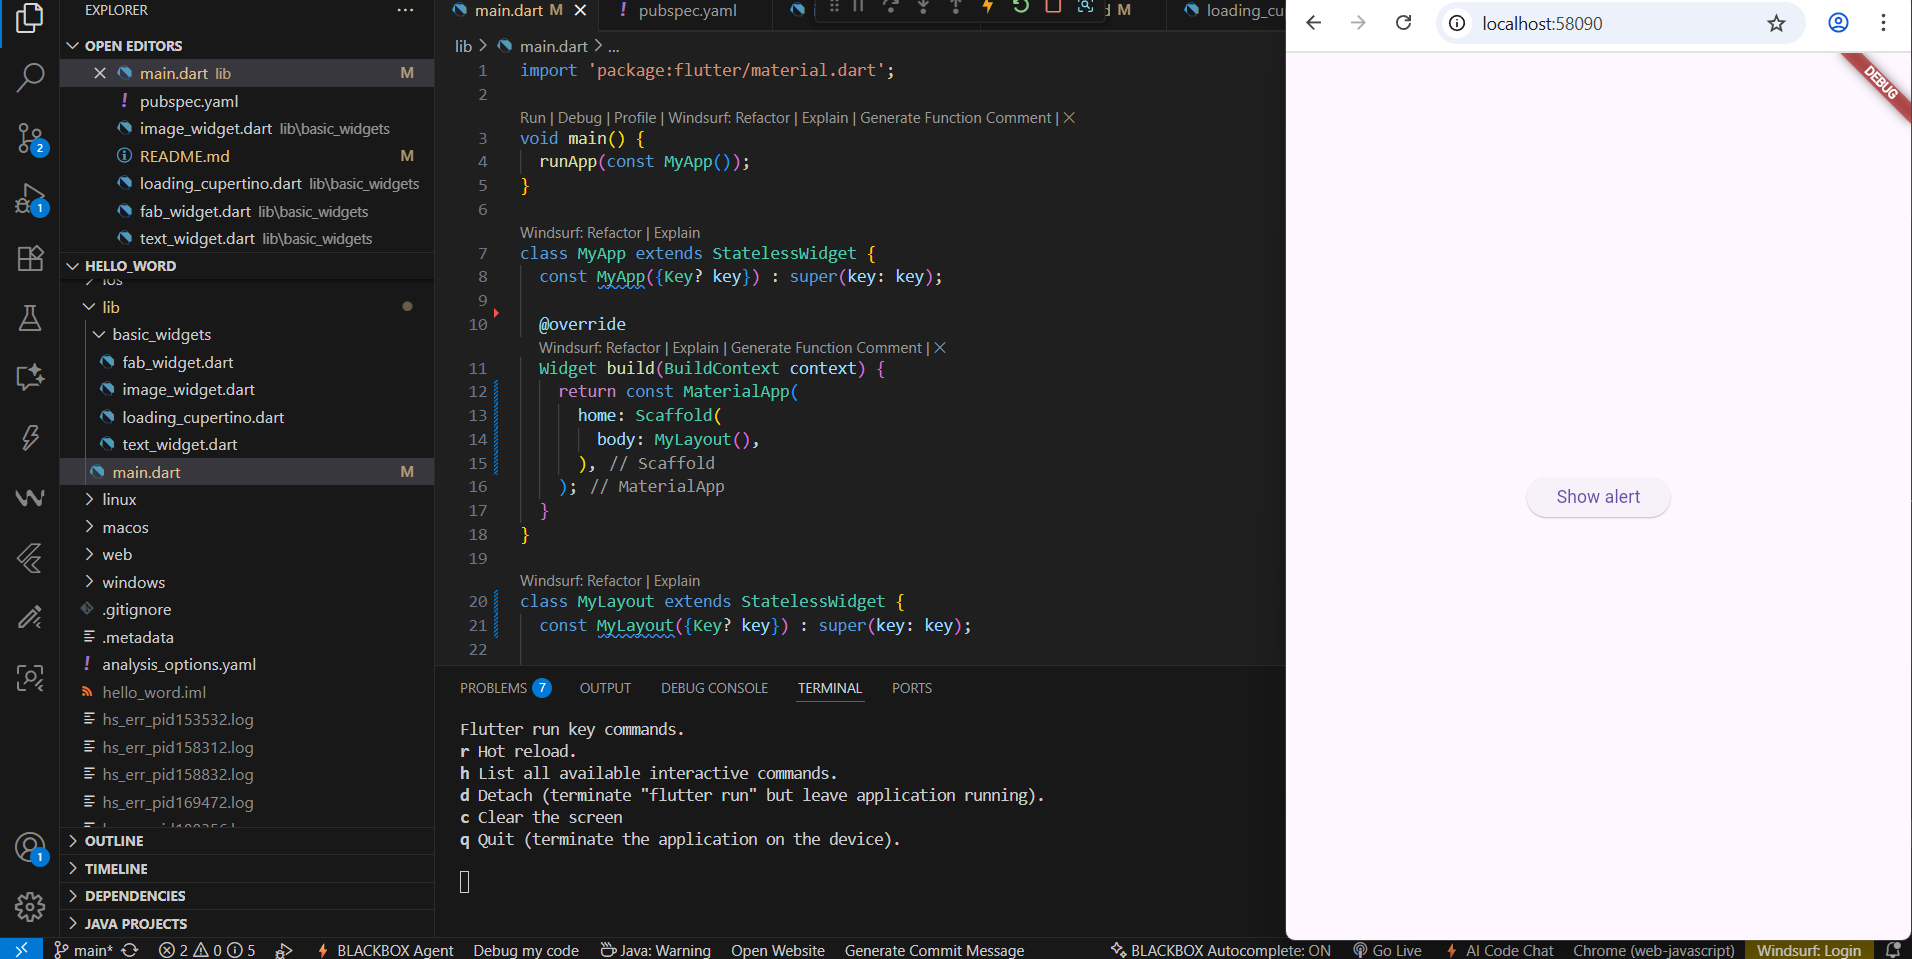 EXPLORER
OPEN EDITORS
main.dart lib M
pubspec.yaml
image_widget.dart lib\basic_widgets
README.md M
loading_cupertino.dart lib\basic_widgets
fab_widget.dart lib\basic_widgets
text_widget.dart lib\basic_widgets
HELLO_WORD
ios
lib
basic_widgets
fab_widget.dart
image_widget.dart
loading_cupertino.dart
text_widget.dart
main.dart M
linux
macos
web
windows
.gitignore
.metadata
analysis_options.yaml
hello_word.iml
hs_err_pid153532.log
hs_err_pid158312.log
hs_err_pid158832.log
hs_err_pid169472.log
OUTLINE
TIMELINE
DEPENDENCIES
JAVA PROJECTS
2
1
1
main.dart M
pubspec.yaml
M
loading_cu
lib > main.dart > ...
1 import 'package:flutter/material.dart';
2
Run | Debug | Profile | Windsurf: Refactor | Explain | Generate Function Comment | ×
3 void main() {
4 runApp(const MyApp());
5 }
6
Windsurf: Refactor | Explain
7 class MyApp extends StatelessWidget {
8 const MyApp({Key? key}) : super(key: key);
9
10 @override
Windsurf: Refactor | Explain | Generate Function Comment | ×
11 Widget build(BuildContext context) {
12 return const MaterialApp(
13 home: Scaffold(
14 body: MyLayout(),
15 ), // Scaffold
16 ); // MaterialApp
17 }
18 }
19
Windsurf: Refactor | Explain
20 class MyLayout extends StatelessWidget {
21 const MyLayout({Key? key}) : super(key: key);
22
PROBLEMS 7 OUTPUT DEBUG CONSOLE TERMINAL PORTS
Flutter run key commands.
r Hot reload.
h List all available interactive commands.
d Detach (terminate "flutter run" but leave application running).
c Clear the screen
q Quit (terminate the application on the device).
localhost:58090
DEBUG
Show alert
main* 2 0 5 BLACKBOX Agent Debug my code Java: Warning Open Website Generate Commit Message BLACKBOX Autocomplete: ON Go Live AI Code Chat Chrome (web-javascript) Windsurf: Login